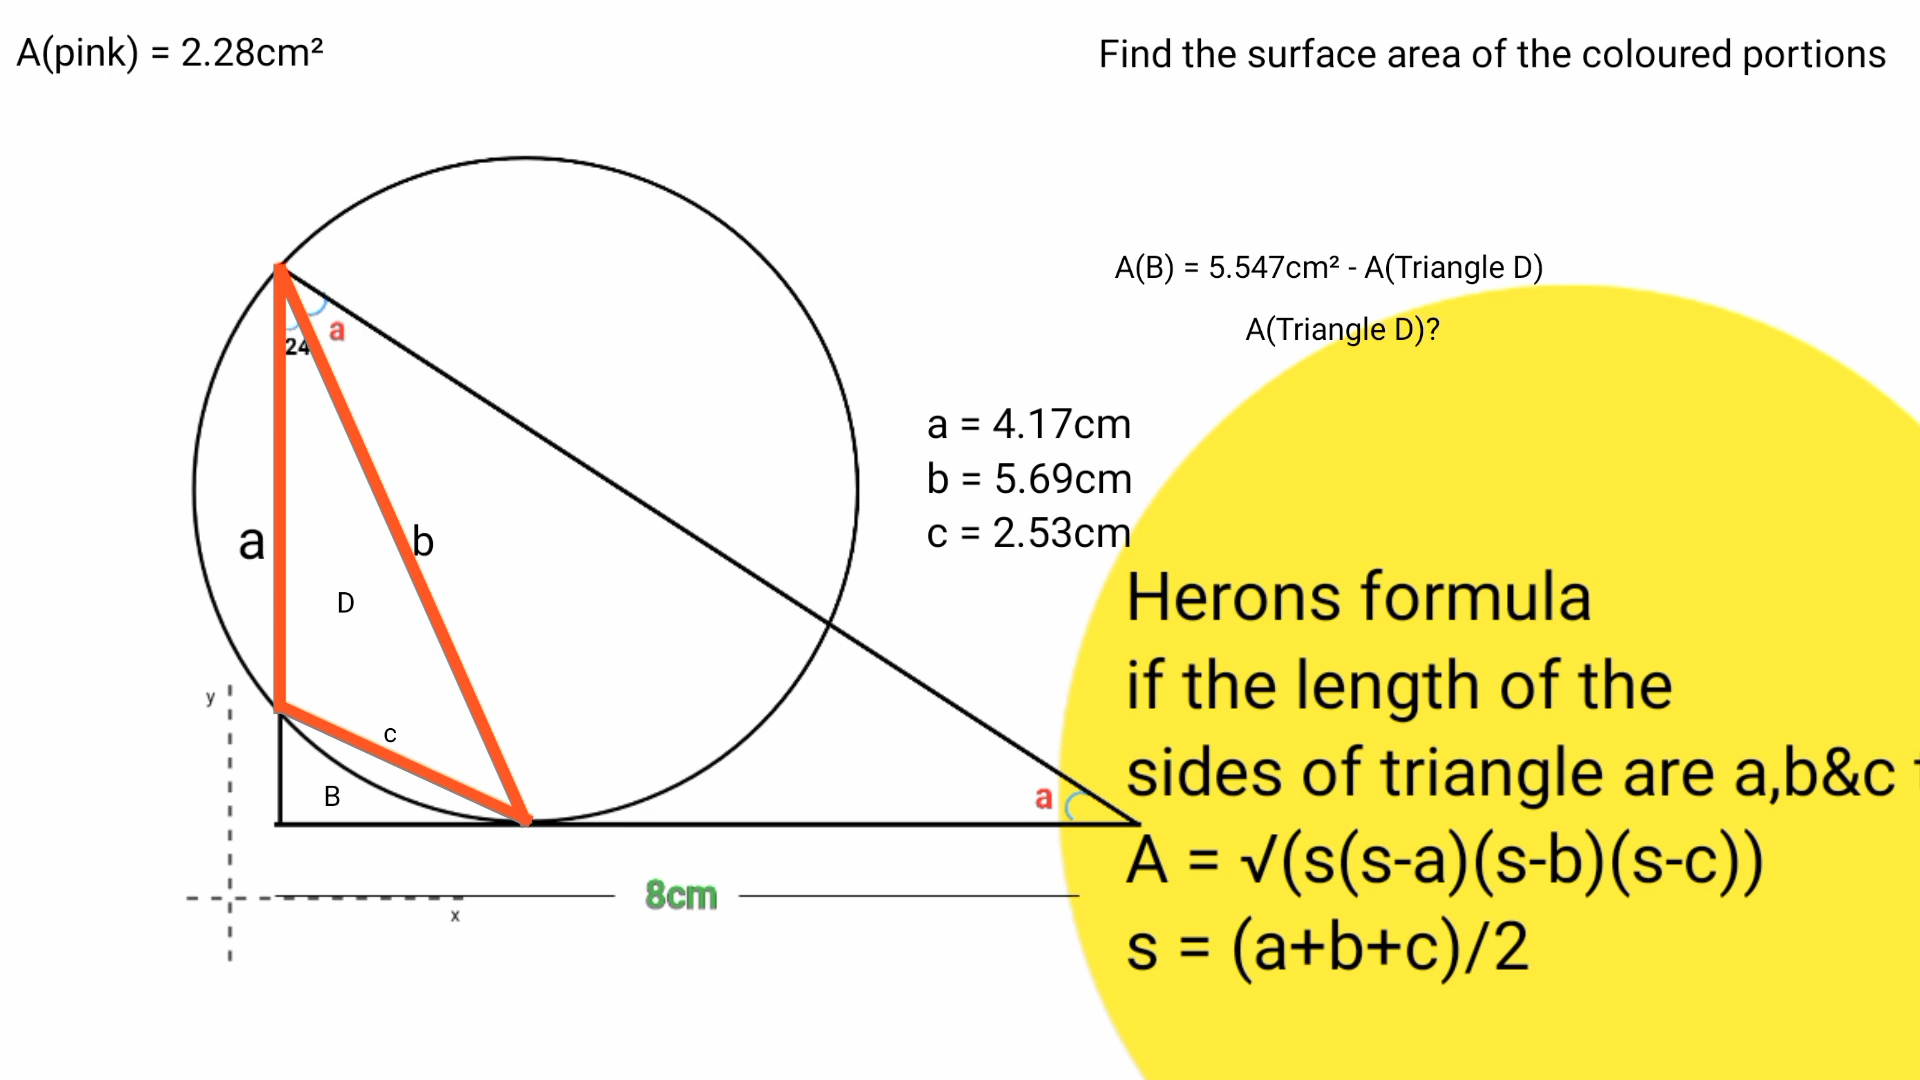 A(pink) = 2.28cm²
Find the surface area of the coloured portions
A(B) = 5.547cm² - A(Triangle D)
A(Triangle D)?
a
24
a = 4.17cm
b = 5.69cm
c = 2.53cm
a
b
D
Herons formula
if the length of the
sides of triangle are a,b&c
A = √(s(s-a)(s-b)(s-c))
s = (a+b+c)/2
y
c
B
a
8cm
x